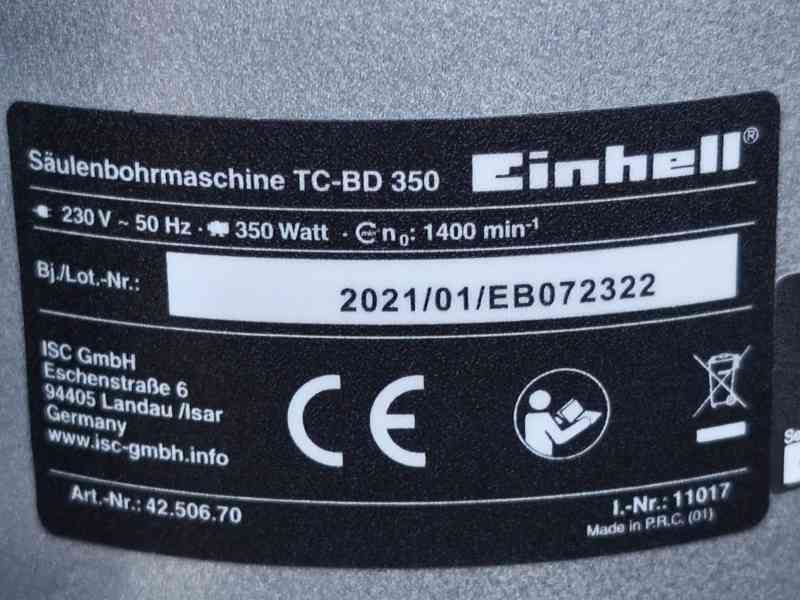 Säulenbohrmaschine TC-BD 350 Einhell®
230 V ~ 50 Hz · 350 Watt · n₀: 1400 min⁻¹
Bj./Lot.-Nr.: 2021/01/EB072322
ISC GmbH
Eschenstraße 6
94405 Landau /Isar
Germany
www.isc-gmbh.info
CE
Art.-Nr.: 42.506.70
I.-Nr.: 11017
Made in P.R.C. (01)